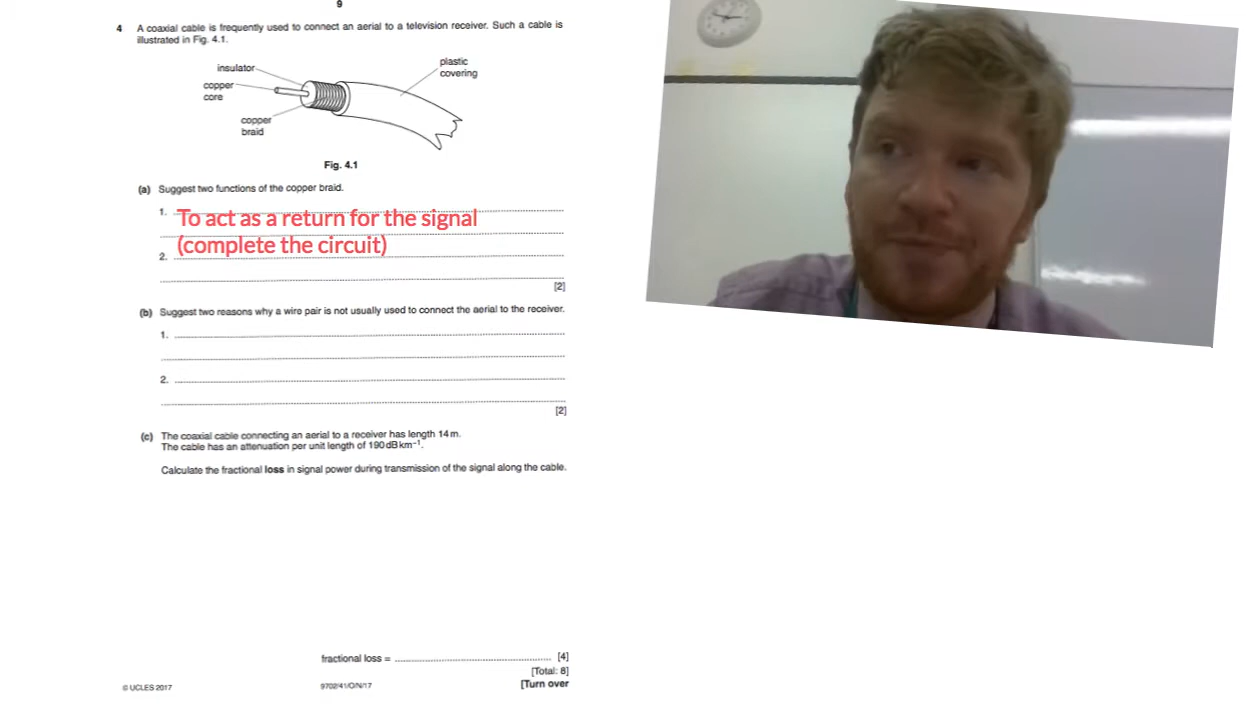 9
4 A coaxial cable is frequently used to connect an aerial to a television receiver. Such a cable is
illustrated in Fig. 4.1.
insulator
copper
core
copper
braid
plastic
covering
Fig. 4.1
(a) Suggest two functions of the copper braid.
1. To act as a return for the signal
(complete the circuit)
2.
[2]
(b) Suggest two reasons why a wire pair is not usually used to connect the aerial to the receiver.
1.
2.
[2]
(c) The coaxial cable connecting an aerial to a receiver has length 14 m.
The cable has an attenuation per unit length of 190 dB km⁻¹.
Calculate the fractional loss in signal power during transmission of the signal along the cable.
fractional loss = [4]
[Total: 8]
© UCLES 2017 9702/41/O/N/17 [Turn over